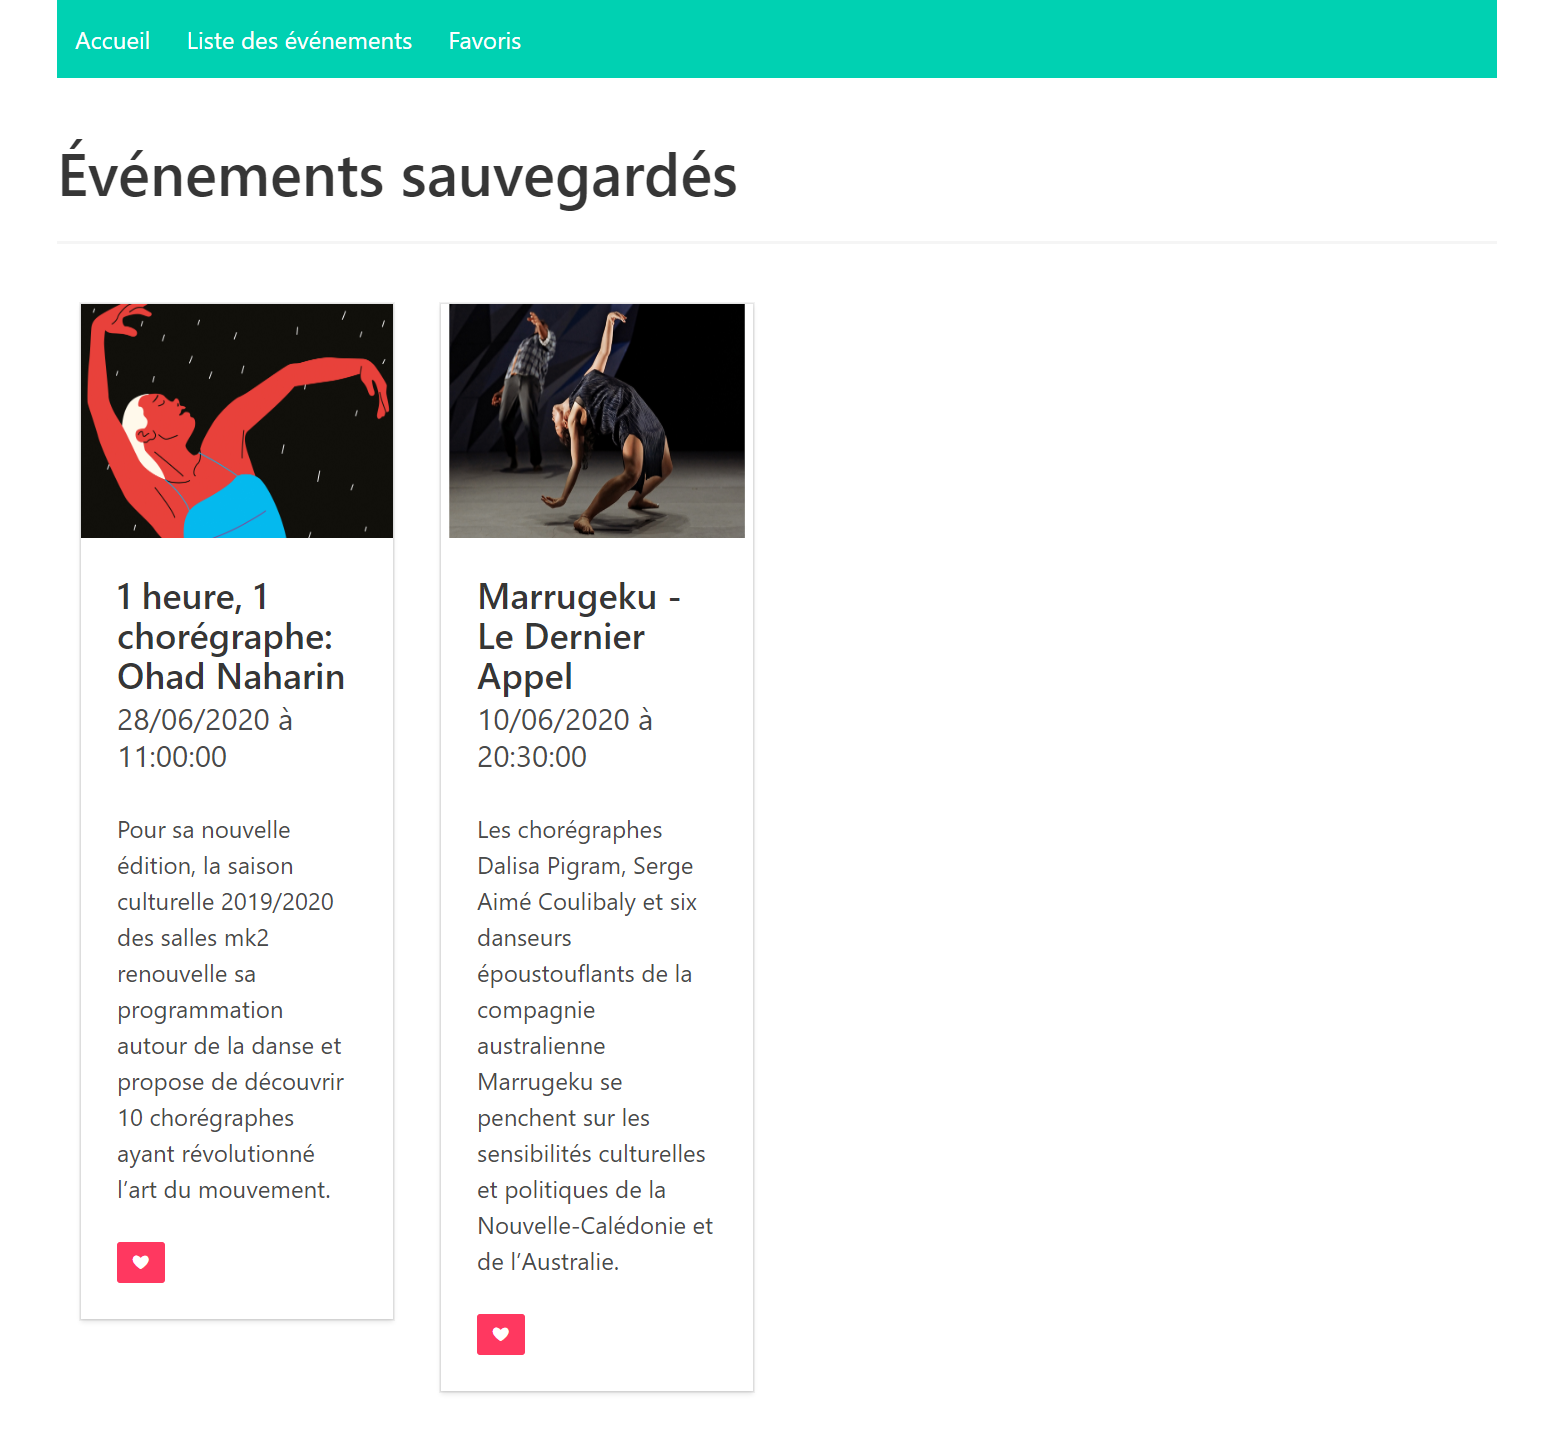 Accueil Liste des événements Favoris
Événements sauvegardés
1 heure, 1
chorégraphe:
Ohad Naharin
28/06/2020 à
11:00:00
Pour sa nouvelle
édition, la saison
culturelle 2019/2020
des salles mk2
renouvelle sa
programmation
autour de la danse et
propose de découvrir
10 chorégraphes
ayant révolutionné
l’art du mouvement.
Marrugeku -
Le Dernier
Appel
10/06/2020 à
20:30:00
Les chorégraphes
Dalisa Pigram, Serge
Aimé Coulibaly et six
danseurs
époustouflants de la
compagnie
australienne
Marrugeku se
penchent sur les
sensibilités culturelles
et politiques de la
Nouvelle-Calédonie et
de l’Australie.